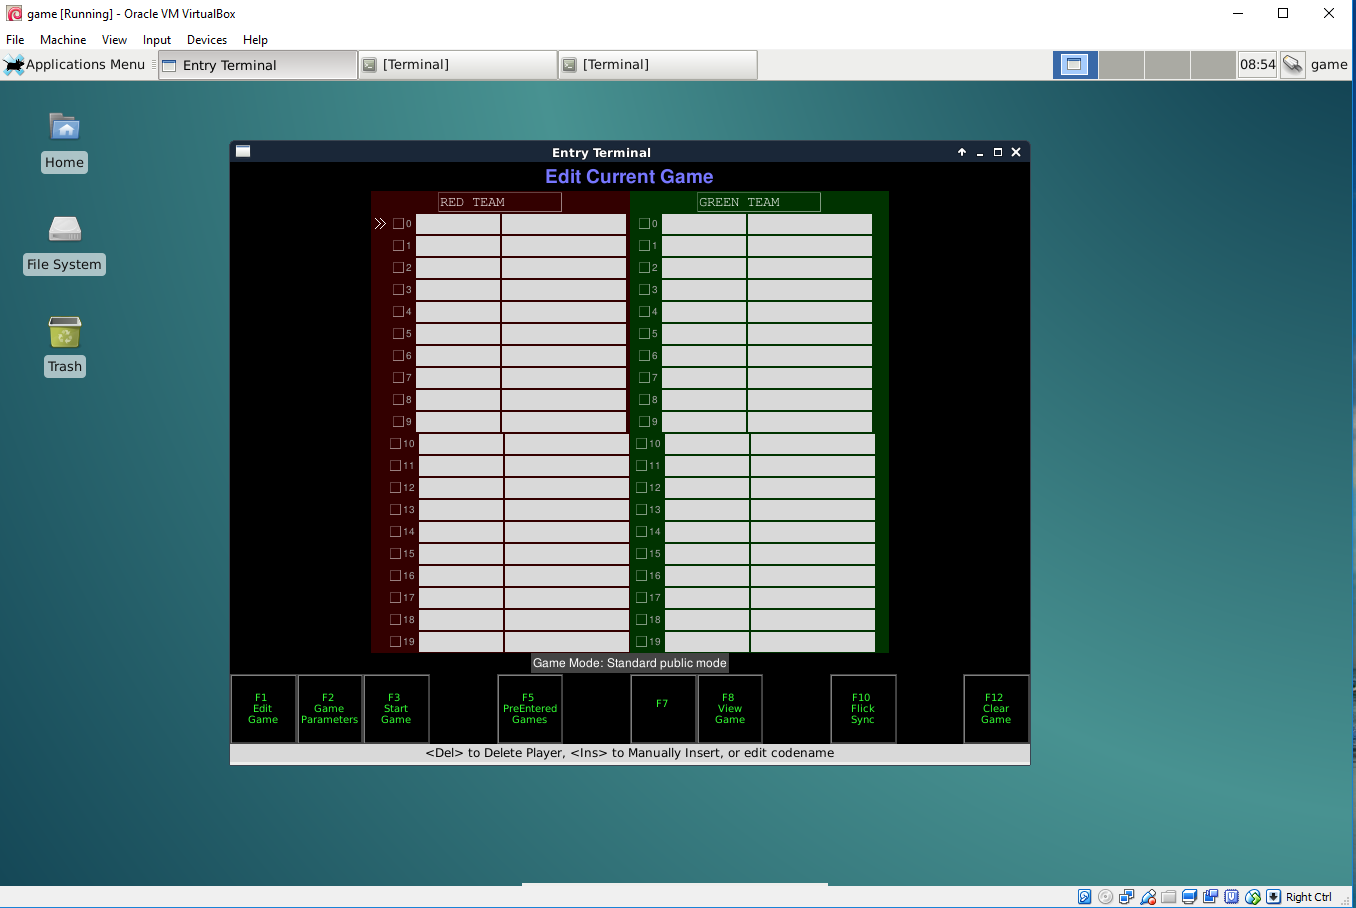 game [Running] - Oracle VM VirtualBox
File Machine View Input Devices Help
Applications Menu Entry Terminal [Terminal] [Terminal] 08:54 game
Home
File System
Trash
Entry Terminal
Edit Current Game
RED TEAM GREEN TEAM
0 0
1 1
2 2
3 3
4 4
5 5
6 6
7 7
8 8
9 9
10 10
11 11
12 12
13 13
14 14
15 15
16 16
17 17
18 18
19 19
Game Mode: Standard public mode
F1 Edit Game
F2 Game Parameters
F3 Start Game
F5 PreEntered Games
F7
F8 View Game
F10 Flick Sync
F12 Clear Game
<Del> to Delete Player, <Ins> to Manually Insert, or edit codename
Right Ctrl